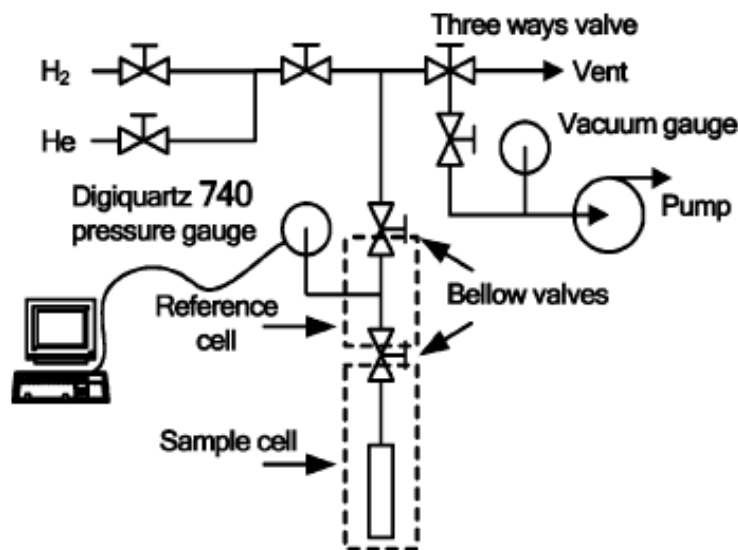 Three ways valve
H₂
Vent
He
Vacuum gauge
Digiquartz 740
pressure gauge
Pump
Bellow valves
Reference
cell
Sample cell